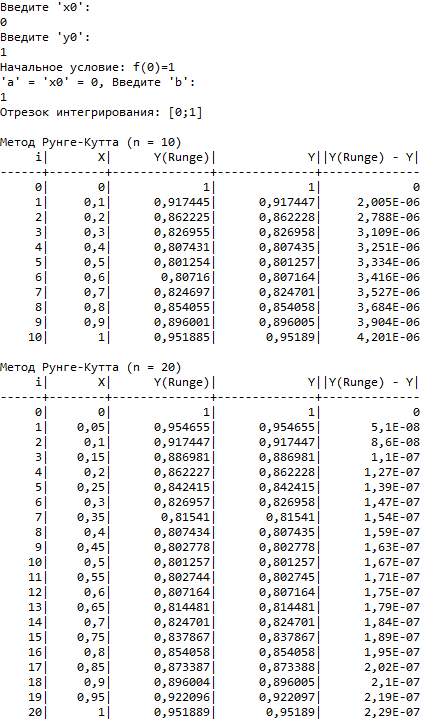 Введите 'x0':
0
Введите 'y0':
1
Начальное условие: f(0)=1
'a' = 'x0' = 0, Введите 'b':
1
Отрезок интегрирования: [0;1]
Метод Рунге-Кутта (n = 10)
i| X| Y(Runge)| Y||Y(Runge) - Y|
0| 0| 1| 1| 0
1| 0,1| 0,917445| 0,917447| 2,005E-06
2| 0,2| 0,862225| 0,862228| 2,788E-06
3| 0,3| 0,826955| 0,826958| 3,109E-06
4| 0,4| 0,807431| 0,807435| 3,251E-06
5| 0,5| 0,801254| 0,801257| 3,334E-06
6| 0,6| 0,80716| 0,807164| 3,416E-06
7| 0,7| 0,824697| 0,824701| 3,527E-06
8| 0,8| 0,854055| 0,854058| 3,684E-06
9| 0,9| 0,896001| 0,896005| 3,904E-06
10| 1| 0,951885| 0,95189| 4,201E-06
Метод Рунге-Кутта (n = 20)
i| X| Y(Runge)| Y||Y(Runge) - Y|
0| 0| 1| 1| 0
1| 0,05| 0,954655| 0,954655| 5,1E-08
2| 0,1| 0,917447| 0,917447| 8,6E-08
3| 0,15| 0,886981| 0,886981| 1,1E-07
4| 0,2| 0,862227| 0,862228| 1,27E-07
5| 0,25| 0,842415| 0,842415| 1,39E-07
6| 0,3| 0,826957| 0,826958| 1,47E-07
7| 0,35| 0,81541| 0,81541| 1,54E-07
8| 0,4| 0,807434| 0,807435| 1,59E-07
9| 0,45| 0,802778| 0,802778| 1,63E-07
10| 0,5| 0,801257| 0,801257| 1,67E-07
11| 0,55| 0,802744| 0,802745| 1,71E-07
12| 0,6| 0,807164| 0,807164| 1,75E-07
13| 0,65| 0,814481| 0,814481| 1,79E-07
14| 0,7| 0,824701| 0,824701| 1,84E-07
15| 0,75| 0,837867| 0,837867| 1,89E-07
16| 0,8| 0,854058| 0,854058| 1,95E-07
17| 0,85| 0,873387| 0,873388| 2,02E-07
18| 0,9| 0,896004| 0,896005| 2,1E-07
19| 0,95| 0,922096| 0,922097| 2,19E-07
20| 1| 0,951889| 0,95189| 2,29E-07